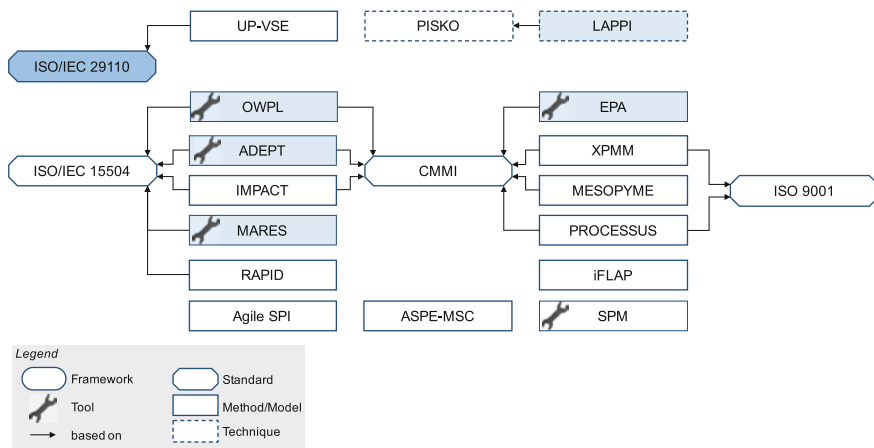 UP-VSE
PISKO
LAPPI
ISO/IEC 29110
OWPL
EPA
ADEPT
XPMM
ISO/IEC 15504
CMMI
IMPACT
MESOPYME
ISO 9001
MARES
PROCESSUS
RAPID
iFLAP
Agile SPI
ASPE-MSC
SPM
Legend
Framework
Standard
Tool
Method/Model
based on
Technique